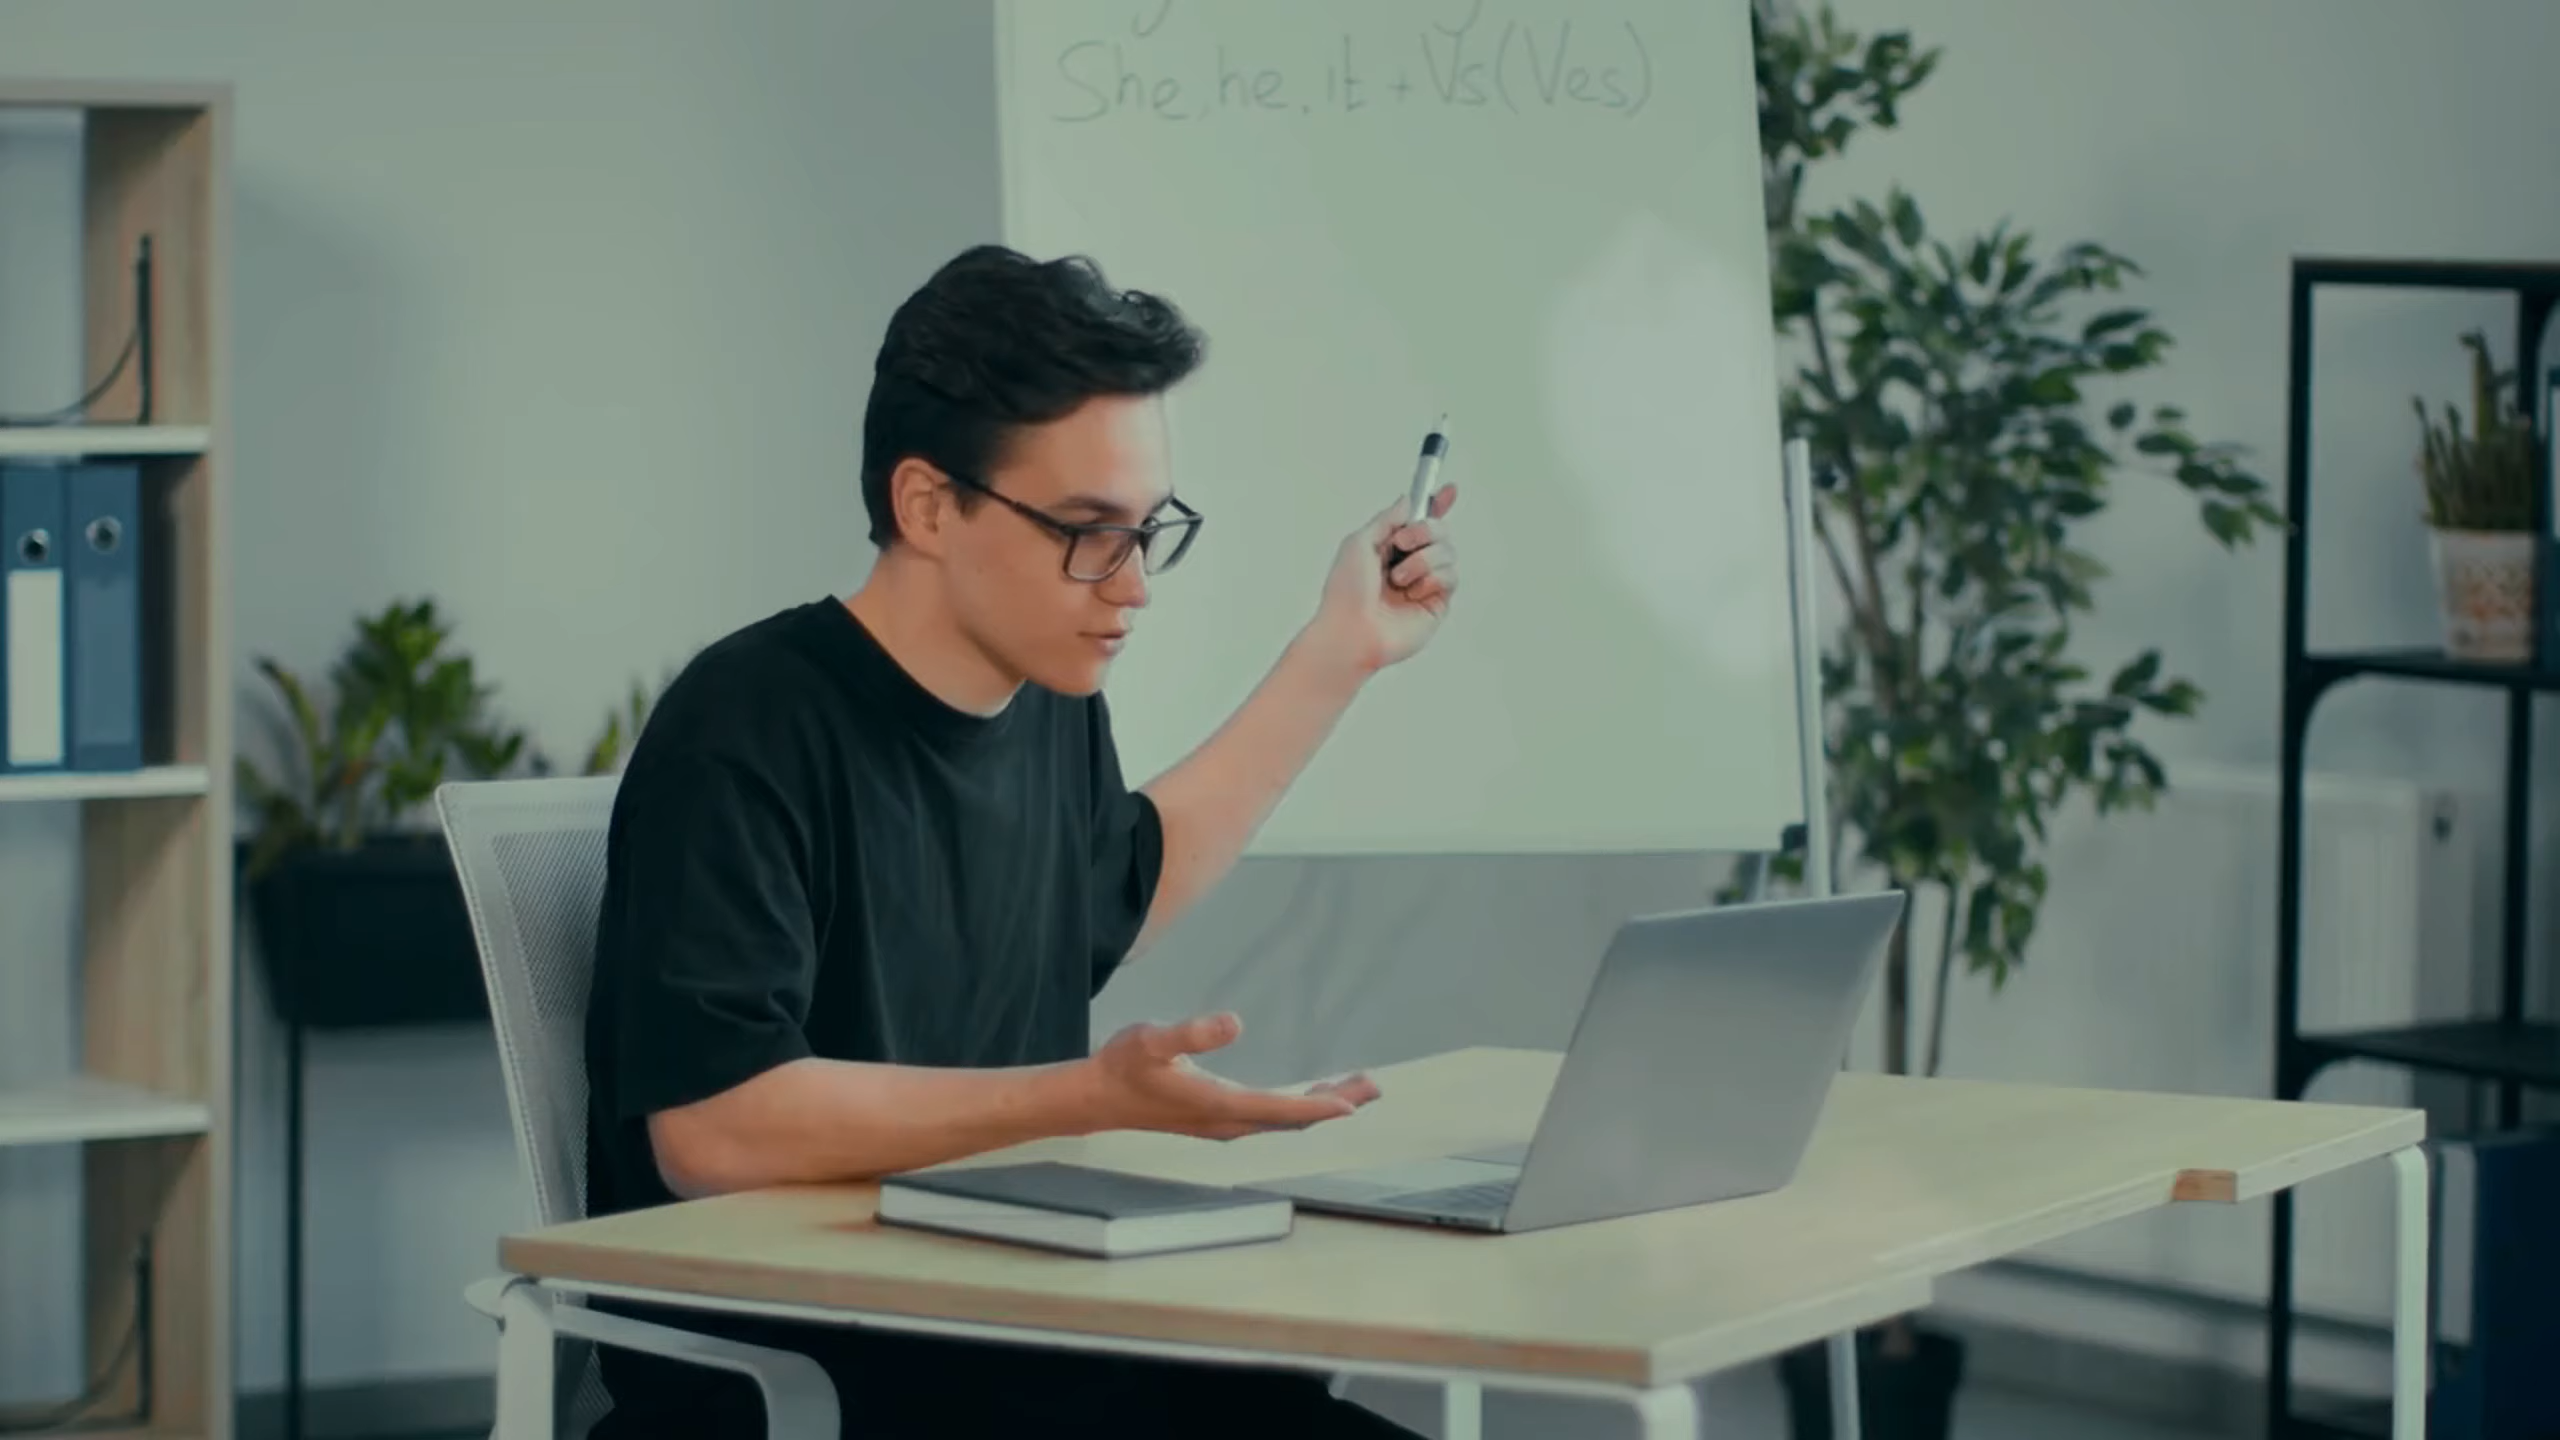 She, he, it + Vs(Ves)